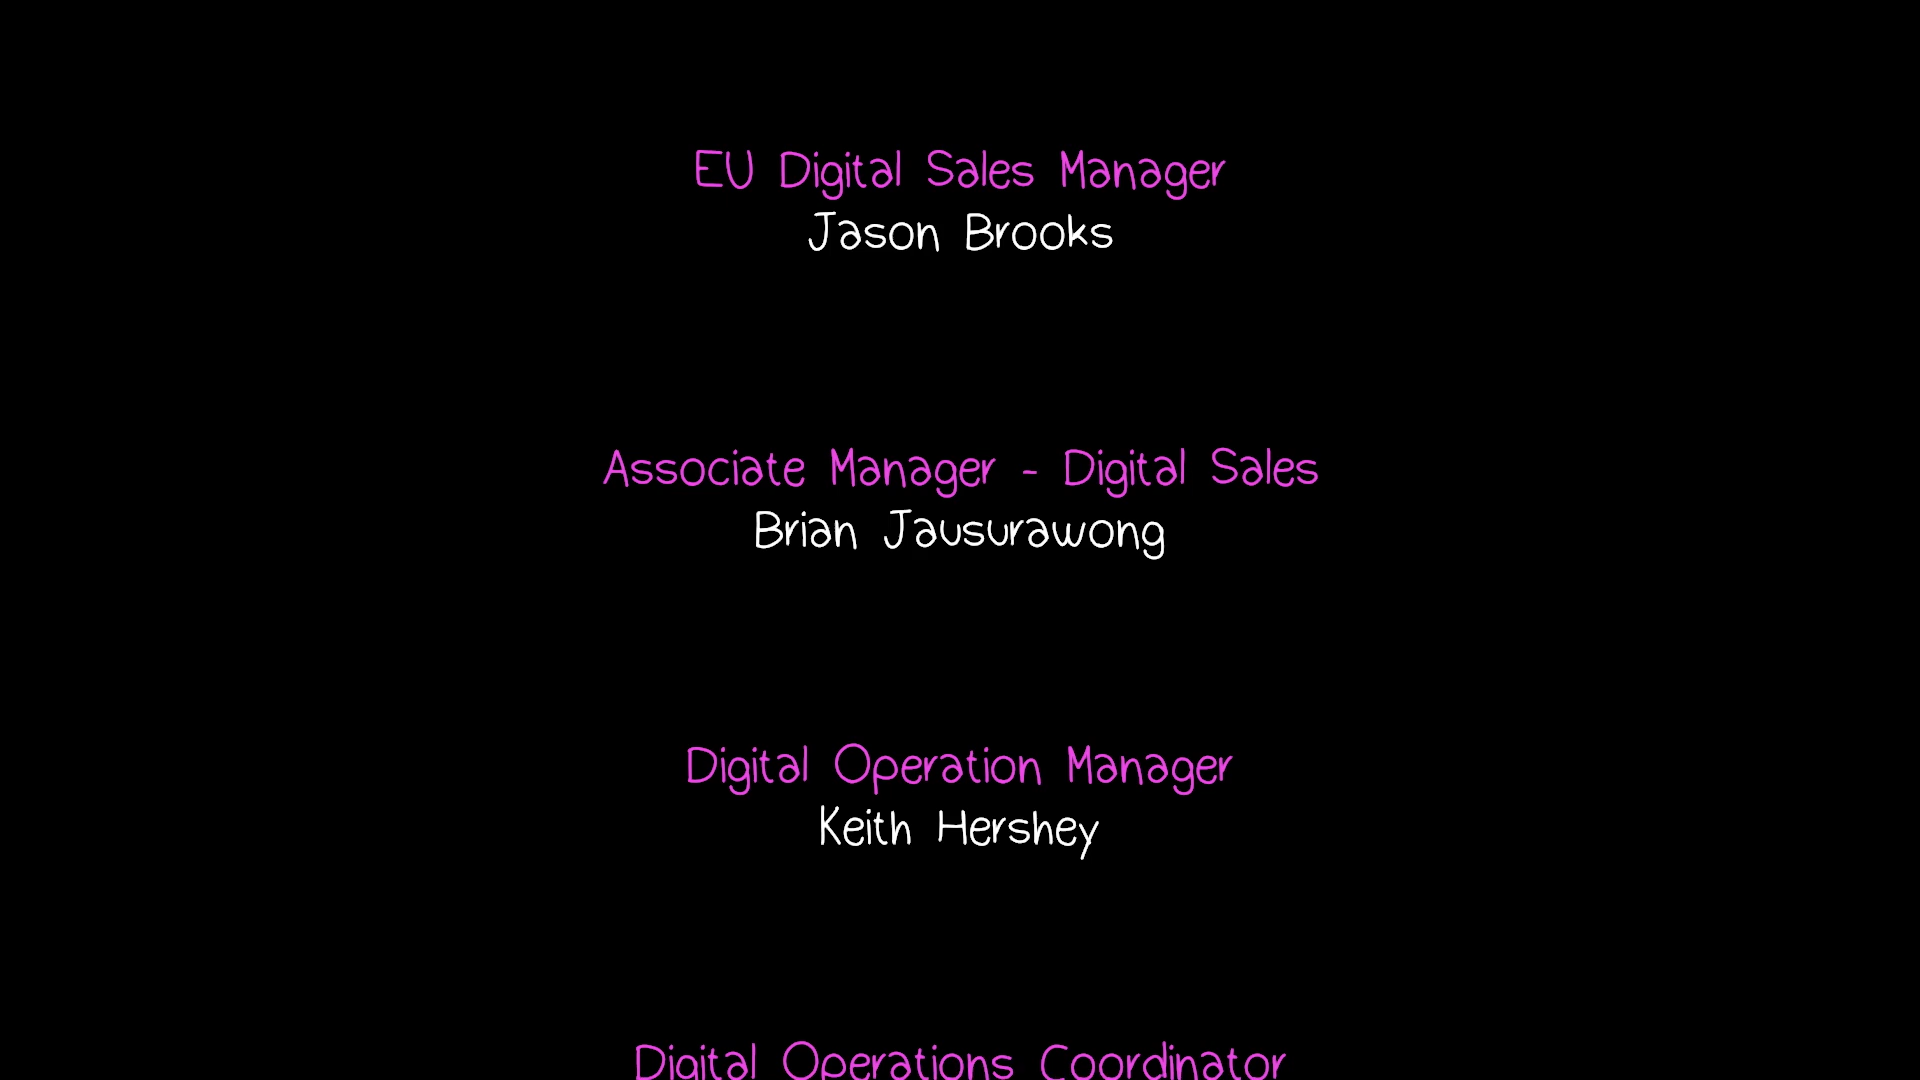 EU Digital Sales Manager
Jason Brooks
Associate Manager - Digital Sales
Brian Jausurawong
Digital Operation Manager
Keith Hershey
Digital Operations Coordinator